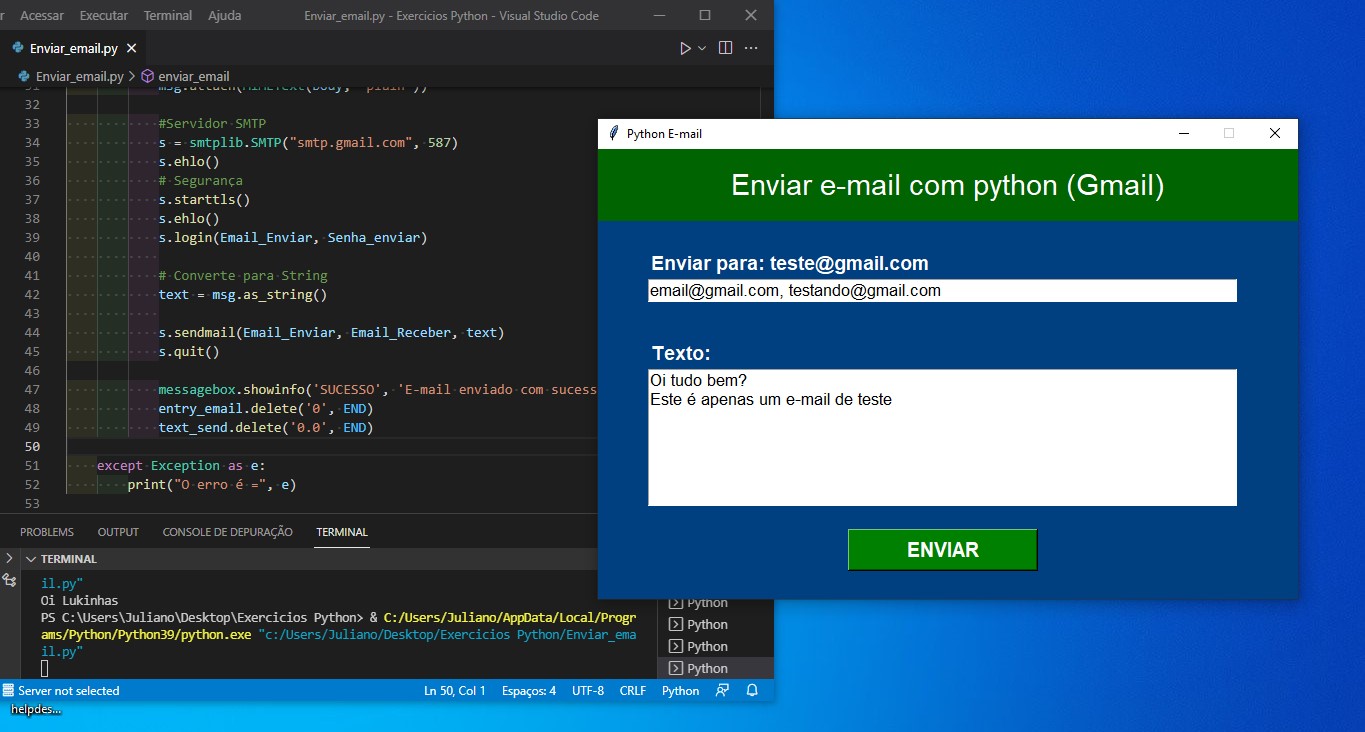 r Acessar Executar Terminal Ajuda Enviar_email.py - Exercicios Python - Visual Studio Code
Enviar_email.py
Enviar_email.py > enviar_email
31 msg.attach(MIMEText(body, "plain"))
32
33 #Servidor SMTP
34 s = smtplib.SMTP("smtp.gmail.com", 587)
35 s.ehlo()
36 # Segurança
37 s.starttls()
38 s.ehlo()
39 s.login(Email_Enviar, Senha_enviar)
40
41 # Converte para String
42 text = msg.as_string()
43
44 s.sendmail(Email_Enviar, Email_Receber, text)
45 s.quit()
46
47 messagebox.showinfo('SUCESSO', 'E-mail enviado com sucess
48 entry_email.delete('0', END)
49 text_send.delete('0.0', END)
50
51 except Exception as e:
52 print("O erro é =", e)
53
PROBLEMS OUTPUT CONSOLE DE DEPURAÇÃO TERMINAL
TERMINAL
il.py"
Oi Lukinhas
PS C:\Users\Juliano\Desktop\Exercicios Python> & C:/Users/Juliano/AppData/Local/Progr
ams/Python/Python39/python.exe "c:/Users/Juliano/Desktop/Exercicios Python/Enviar_ema
il.py"
Python
Python
Python
Python
Server not selected Ln 50, Col 1 Espaços: 4 UTF-8 CRLF Python
helpdes...
Python E-mail
Enviar e-mail com python (Gmail)
Enviar para: teste@gmail.com
email@gmail.com, testando@gmail.com
Texto:
Oi tudo bem?
Este é apenas um e-mail de teste
ENVIAR